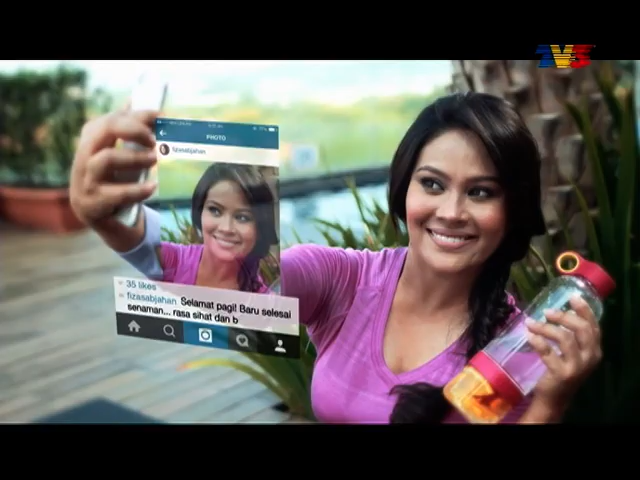 TV3
PHOTO
fizasabjahan
35 likes
fizasabjahan Selamat pagi! Baru selesai
senaman... rasa sihat dan b